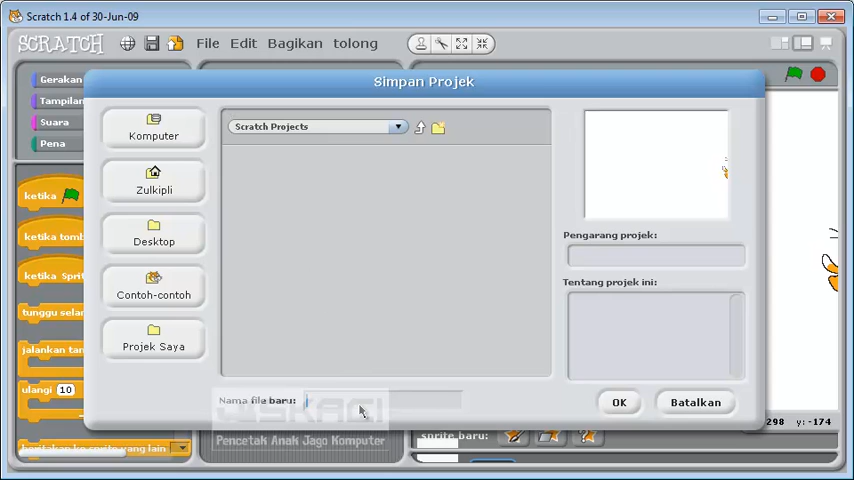 Scratch 1.4 of 30-Jun-09
SCRATCH File Edit Bagikan tolong
Simpan Projek
Gerakan
Tampilan
Suara
Pena
ketika
ketika tomb
ketika Sprit
tunggu selam
jalankan tan
ulangi 10
Komputer
Zulkipli
Desktop
Contoh-contoh
Projek Saya
Scratch Projects
Pengarang projek:
Tentang projek ini:
Nama file baru:
OK Batalkan
Pencetak Anak Jago Komputer
sprite baru:
298 y: -174